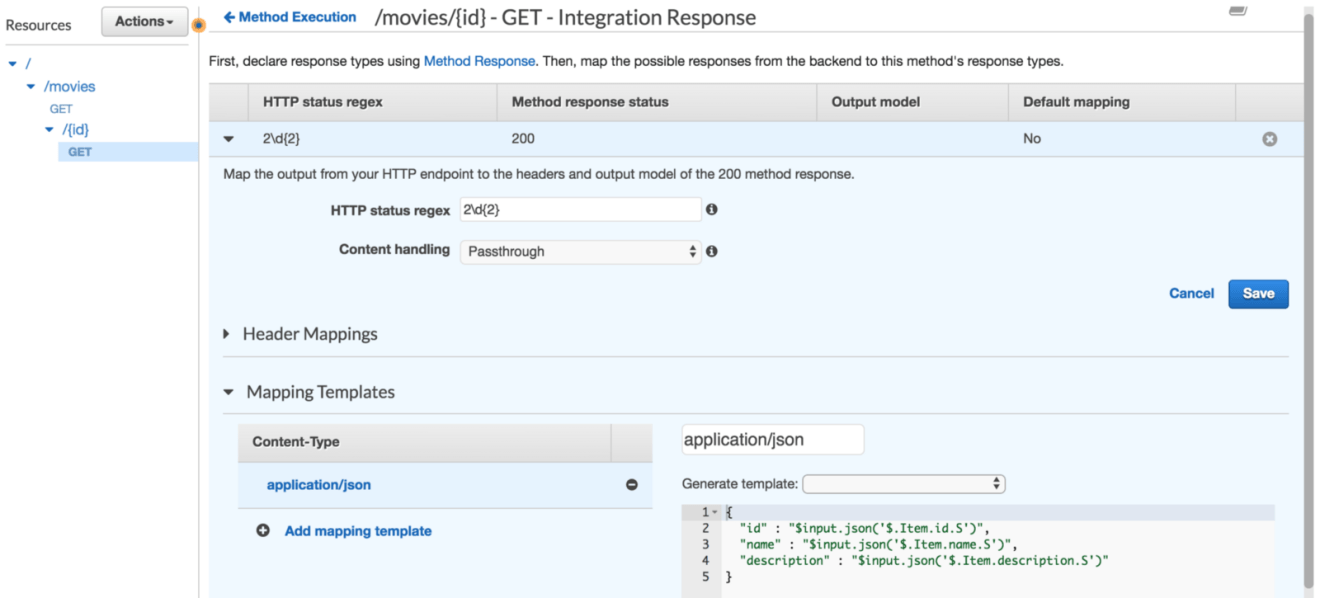 Resources
Actions
Method Execution /movies/{id} - GET - Integration Response
/
/movies
GET
/{id}
GET
First, declare response types using Method Response. Then, map the possible responses from the backend to this method's response types.
HTTP status regex Method response status Output model Default mapping
2\d{2} 200 No
Map the output from your HTTP endpoint to the headers and output model of the 200 method response.
HTTP status regex 2\d{2}
Content handling Passthrough
Cancel Save
Header Mappings
Mapping Templates
Content-Type
application/json
Add mapping template
application/json
Generate template:
1 {
2 "id" : "$input.json('$.Item.id.S')",
3 "name" : "$input.json('$.Item.name.S')",
4 "description" : "$input.json('$.Item.description.S')"
5 }